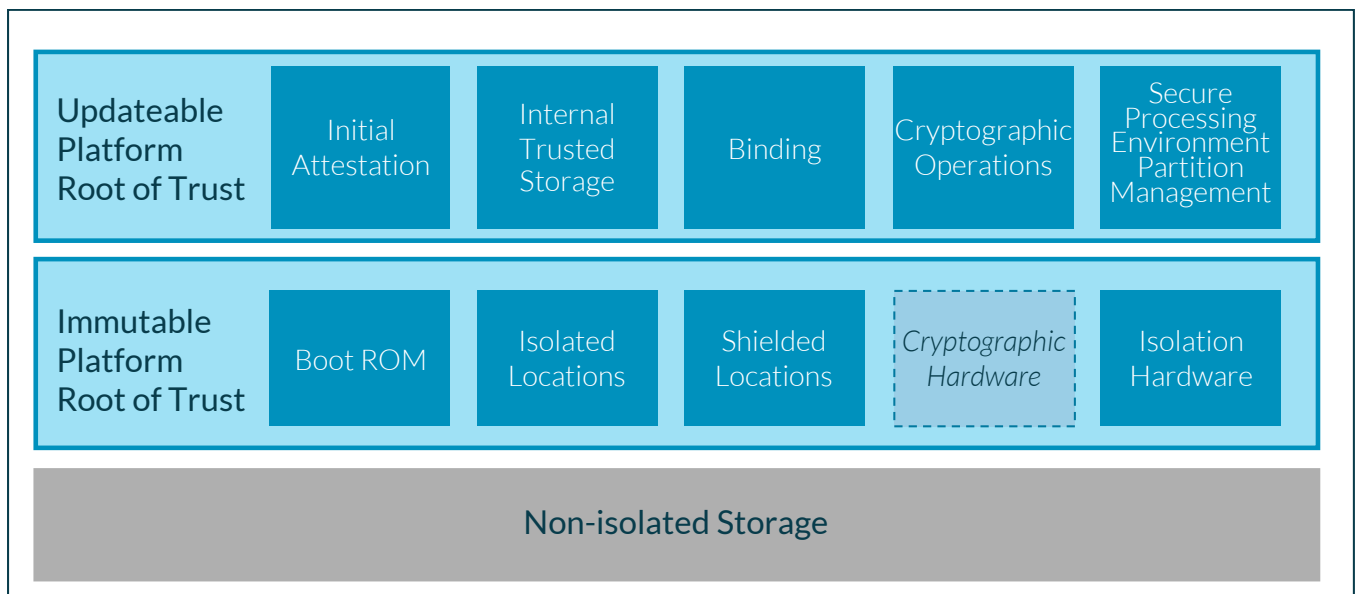 Updateable
Platform
Root of Trust
Initial
Attestation
Internal
Trusted
Storage
Binding
Cryptographic
Operations
Secure
Processing
Environment
Partition
Management
Immutable
Platform
Root of Trust
Boot ROM
Isolated
Locations
Shielded
Locations
Cryptographic
Hardware
Isolation
Hardware
Non-isolated Storage